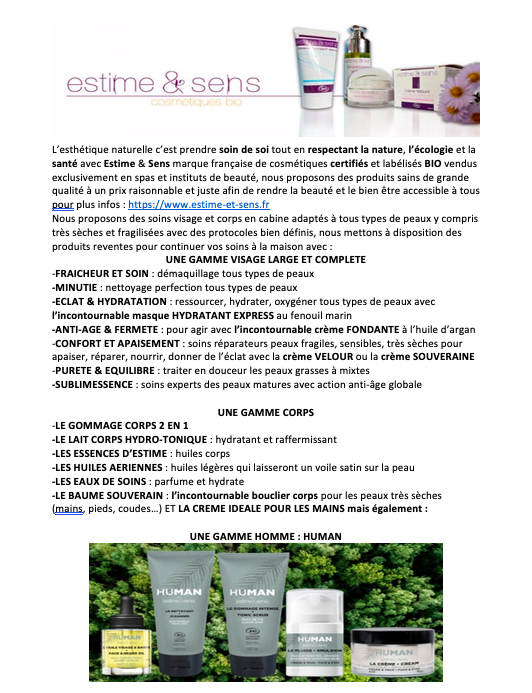 estime & sens
cosmétiques bio
L'esthétique naturelle c'est prendre soin de soi tout en respectant la nature, l'écologie et la
santé avec Estime & Sens marque française de cosmétiques certifiés et labélisés BIO vendus
exclusivement en spas et instituts de beauté, nous proposons des produits sains de grande
qualité à un prix raisonnable et juste afin de rendre la beauté et le bien être accessible à tous
pour plus infos : https://www.estime-et-sens.fr
Nous proposons des soins visage et corps en cabine adaptés à tous types de peaux y compris
très sèches et fragilisées avec des protocoles bien définis, nous mettons à disposition des
produits reventes pour continuer vos soins à la maison avec :
UNE GAMME VISAGE LARGE ET COMPLETE
-FRAICHEUR ET SOIN : démaquillage tous types de peaux
-MINUTIE : nettoyage perfection tous types de peaux
-ECLAT & HYDRATATION : ressourcer, hydrater, oxygéner tous types de peaux avec
l'incontournable masque HYDRATANT EXPRESS au fenouil marin
-ANTI-AGE & FERMETE : pour agir avec l'incontournable crème FONDANTE à l'huile d'argan
-CONFORT ET APAISEMENT : soins réparateurs peaux fragiles, sensibles, très sèches pour
apaiser, réparer, nourrir, donner de l'éclat avec la crème VELOUR ou la crème SOUVERAINE
-PURETE & EQUILIBRE : traiter en douceur les peaux grasses à mixtes
-SUBLIMESSENCE : soins experts des peaux matures avec action anti-âge globale
UNE GAMME CORPS
-LE GOMMAGE CORPS 2 EN 1
-LE LAIT CORPS HYDRO-TONIQUE : hydratant et raffermissant
-LES ESSENCES D'ESTIME : huiles corps
-LES HUILES AERIENNES : huiles légères qui laisseront un voile satin sur la peau
-LES EAUX DE SOINS : parfume et hydrate
-LE BAUME SOUVERAIN : l'incontournable bouclier corps pour les peaux très sèches
(mains, pieds, coudes...) ET LA CREME IDEALE POUR LES MAINS mais également :
UNE GAMME HOMME : HUMAN
HUMAN
estime&sens
LE NETTOYANT
CLEANSER
HUMAN
estime&sens
LE GOMMAGE INTENSE
TONIC SCRUB
HUMAN
HUMAN
LE FLUIDE • EMULSION
HUMAN
LA CRÈME • CREAM